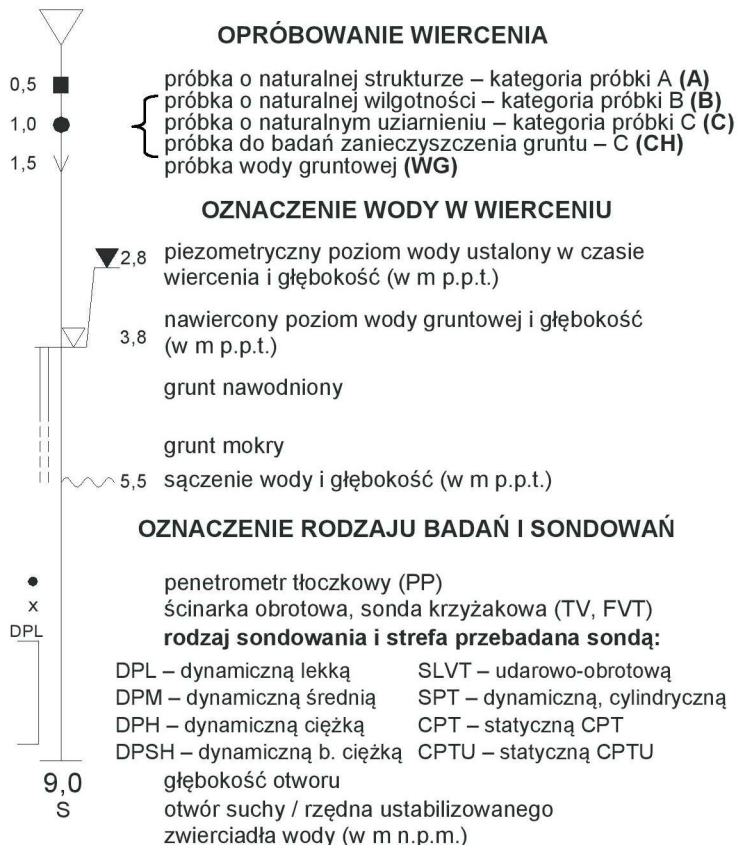 OPRÓBOWANIE WIERCENIA
0,5 próbka o naturalnej strukturze – kategoria próbki A (A)
próbka o naturalnej wilgotności – kategoria próbki B (B)
1,0 próbka o naturalnym uziarnieniu – kategoria próbki C (C)
próbka do badań zanieczyszczenia gruntu – C (CH)
1,5 próbka wody gruntowej (WG)
OZNACZENIE WODY W WIERCENIU
2,8 piezometryczny poziom wody ustalony w czasie
wiercenia i głębokość (w m p.p.t.)
nawiercony poziom wody gruntowej i głębokość
3,8 (w m p.p.t.)
grunt nawodniony
grunt mokry
5,5 sączenie wody i głębokość (w m p.p.t.)
OZNACZENIE RODZAJU BADAŃ I SONDOWAŃ
penetrometr tłoczkowy (PP)
x ścinarka obrotowa, sonda krzyżakowa (TV, FVT)
DPL rodzaj sondowania i strefa przebadana sondą:
DPL – dynamiczną lekką SLVT – udarowo-obrotową
DPM – dynamiczną średnią SPT – dynamiczną, cylindryczną
DPH – dynamiczną ciężką CPT – statyczną CPT
DPSH – dynamiczną b. ciężką CPTU – statyczną CPTU
9,0 głębokość otworu
S otwór suchy / rzędna ustabilizowanego
zwierciadła wody (w m n.p.m.)